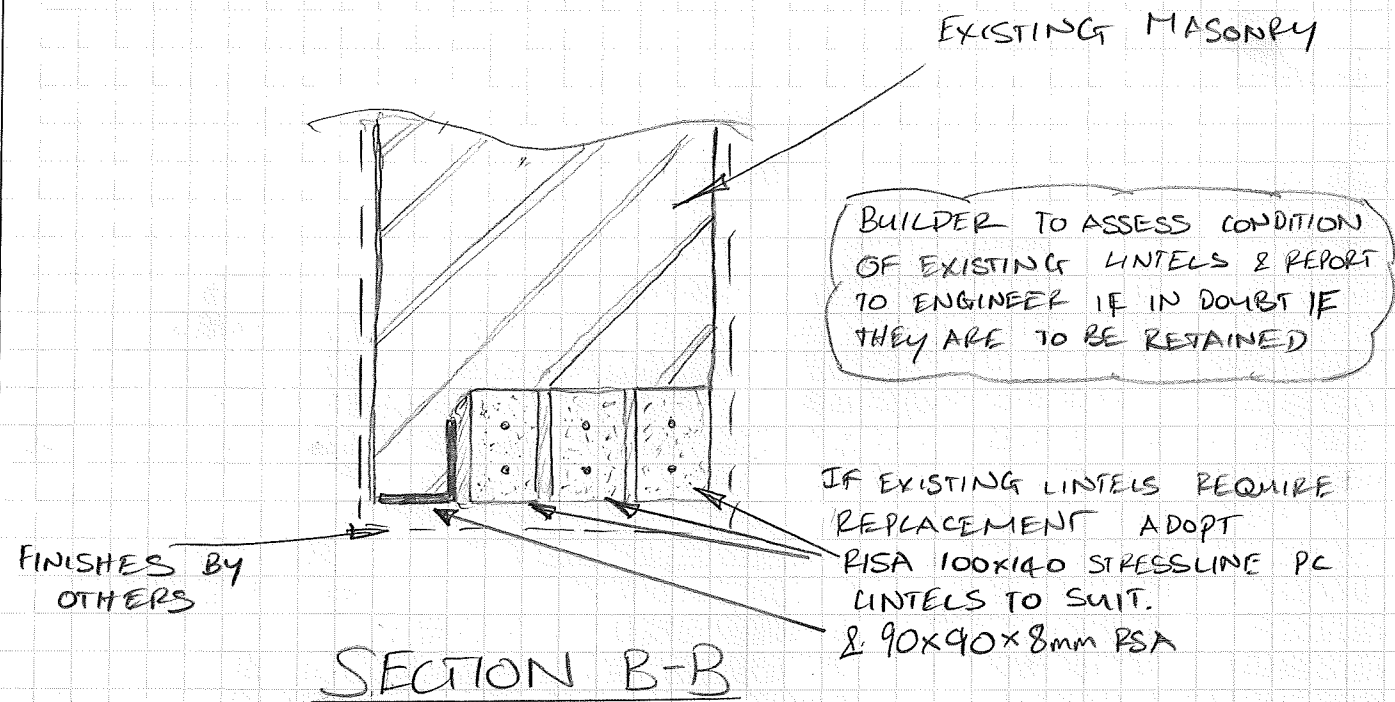 EXISTING MASONRY
BUILDER TO ASSESS CONDITION
OF EXISTING LINTELS & REPORT
TO ENGINEER IF IN DOUBT IF
THEY ARE TO BE RETAINED
IF EXISTING LINTELS REQUIRE
REPLACEMENT ADOPT
RISA 100x140 STRESSLINE PC
LINTELS TO SUIT.
& 90x90x8mm RSA
FINISHES BY
OTHERS
SECTION B-B